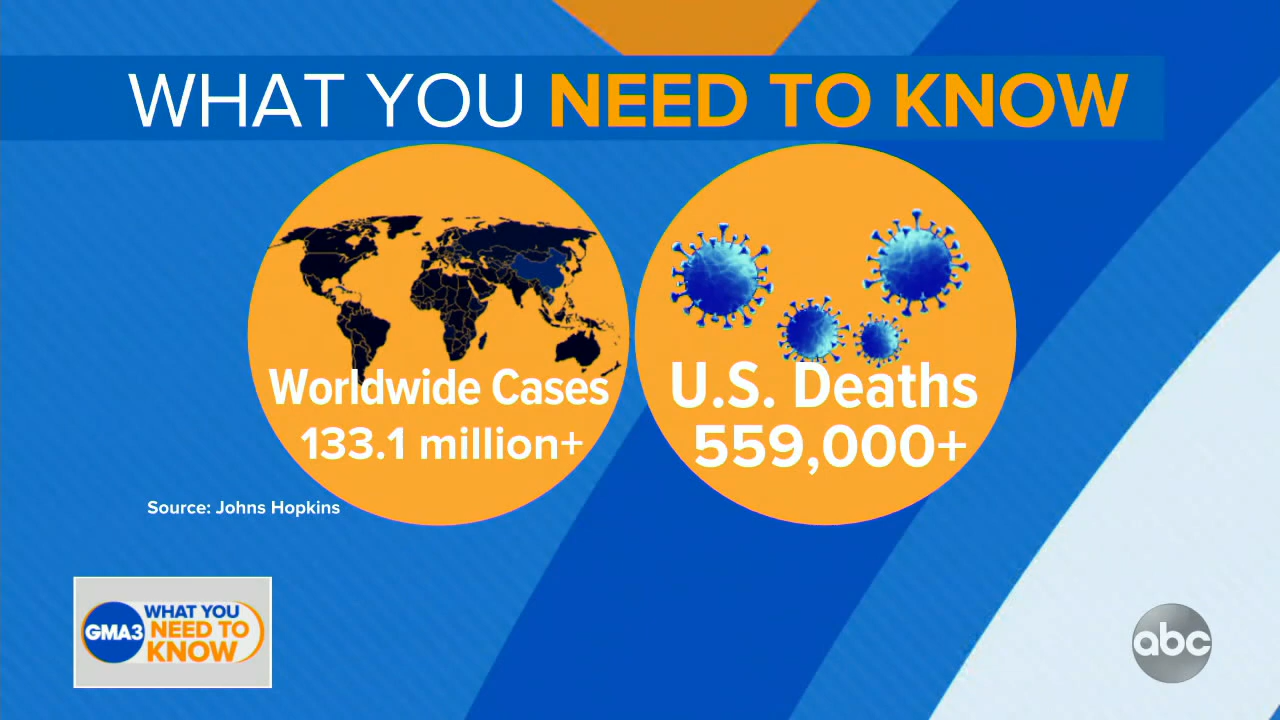 WHAT YOU NEED TO KNOW
Worldwide Cases
133.1 million+
U.S. Deaths
559,000+
Source: Johns Hopkins
GMA3
WHAT YOU
NEED TO
KNOW
abc